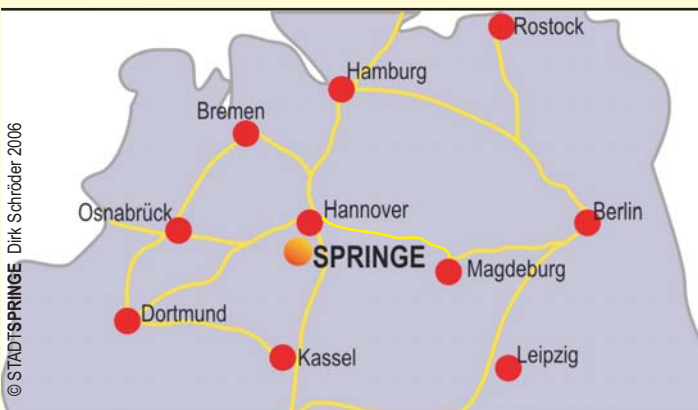 Rostock
Hamburg
Bremen
Osnabrück
Hannover
Berlin
SPRINGE
Magdeburg
Dortmund
Kassel
Leipzig
© STADTSPRINGE Dirk Schröder 2006